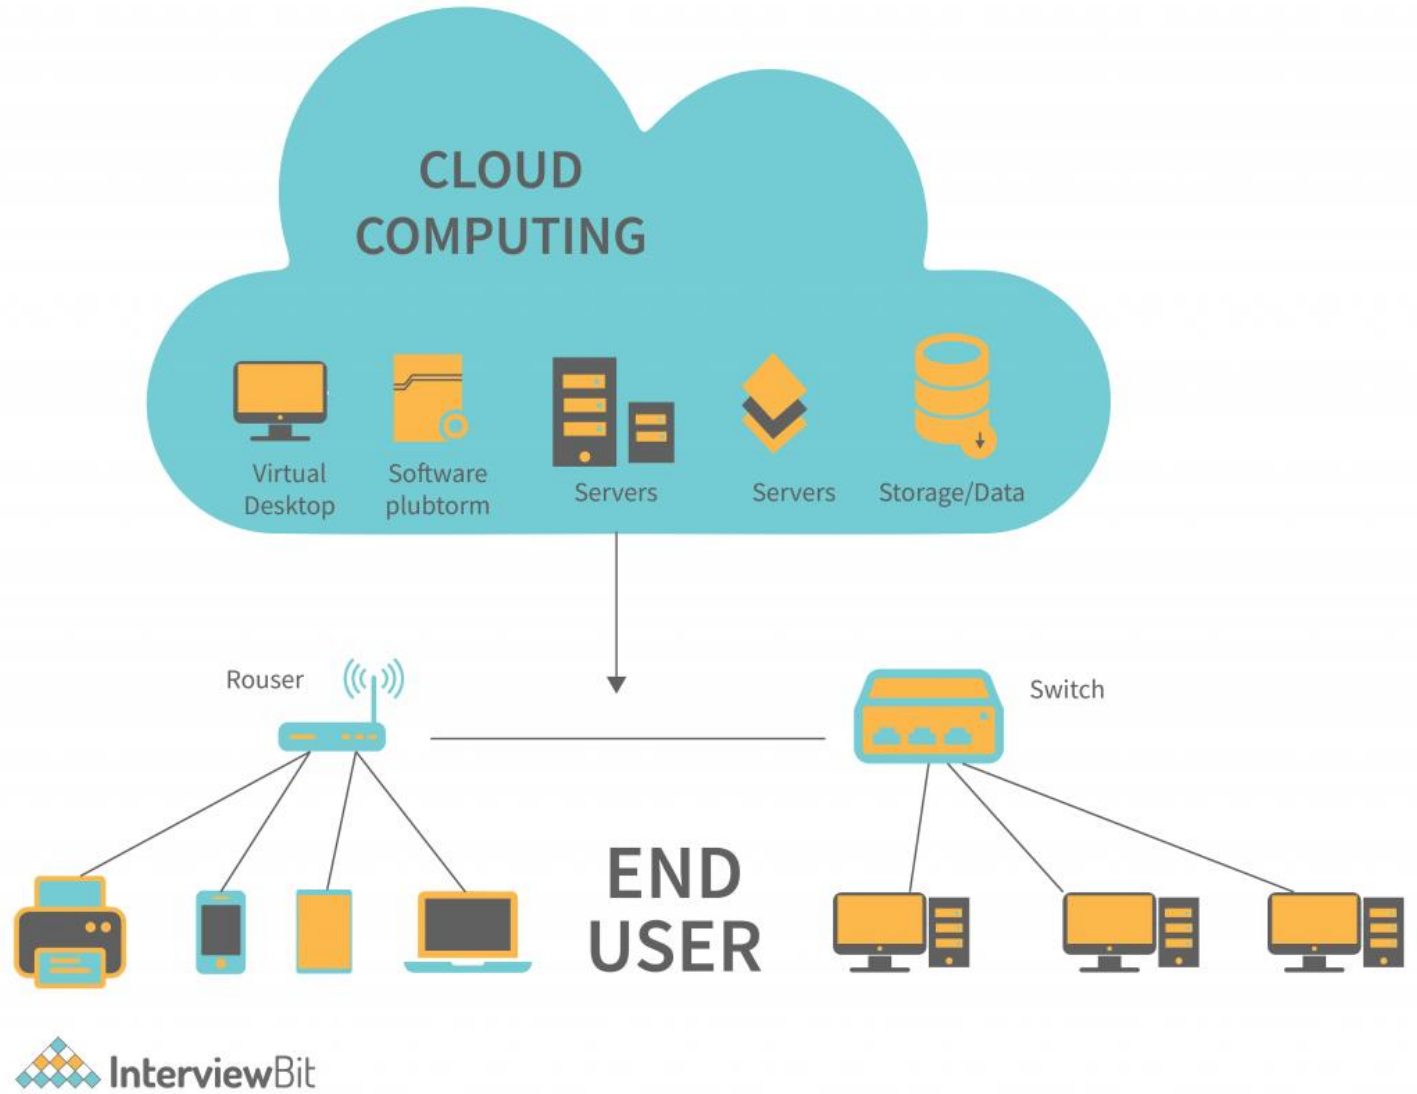 CLOUD
COMPUTING
Virtual
Desktop
Software
plubtorm
Servers
Servers
Storage/Data
Rouser
Switch
END
USER
InterviewBit